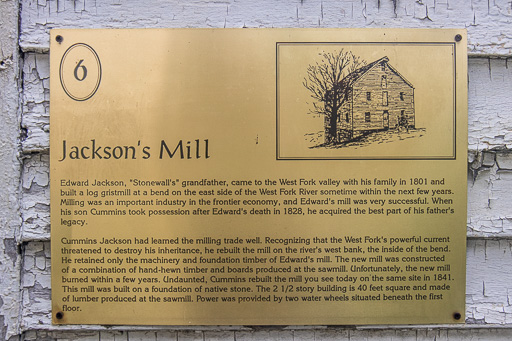 6
Jackson's Mill
Edward Jackson, "Stonewall's" grandfather, came to the West Fork valley with his family in 1801 and
built a log gristmill at a bend on the east side of the West Fork River sometime within the next few years.
Milling was an important industry in the frontier economy, and Edward's mill was very successful. When
his son Cummins took possession after Edward's death in 1828, he acquired the best part of his father's
legacy.
Cummins Jackson had learned the milling trade well. Recognizing that the West Fork's powerful current
threatened to destroy his inheritance, he rebuilt the mill on the river's west bank, the inside of the bend.
He retained only the machinery and foundation timber of Edward's mill. The new mill was constructed
of a combination of hand-hewn timber and boards produced at the sawmill. Unfortunately, the new mill
burned within a few years. Undaunted, Cummins rebuilt the mill you see today on the same site in 1841.
This mill was built on a foundation of native stone. The 2 1/2 story building is 40 feet square and made
of lumber produced at the sawmill. Power was provided by two water wheels situated beneath the first
floor.